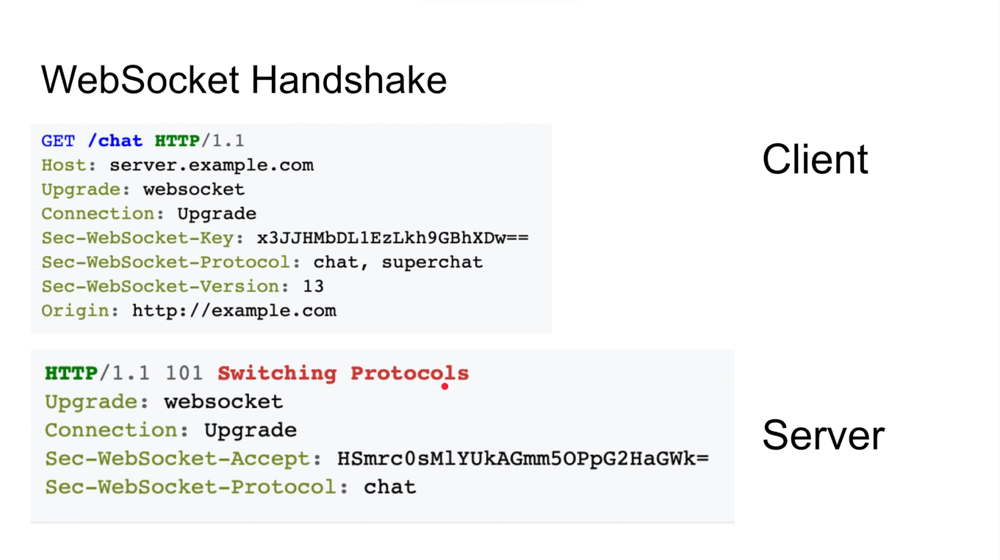 WebSocket Handshake
GET /chat HTTP/1.1
Host: server.example.com
Upgrade: websocket
Connection: Upgrade
Sec-WebSocket-Key: x3JJHMbDL1EzLkh9GBhXDw==
Sec-WebSocket-Protocol: chat, superchat
Sec-WebSocket-Version: 13
Origin: http://example.com
Client
HTTP/1.1 101 Switching Protocols
Upgrade: websocket
Connection: Upgrade
Sec-WebSocket-Accept: HSmrc0sMlYUkAGmm5OPpG2HaGWk=
Sec-WebSocket-Protocol: chat
Server